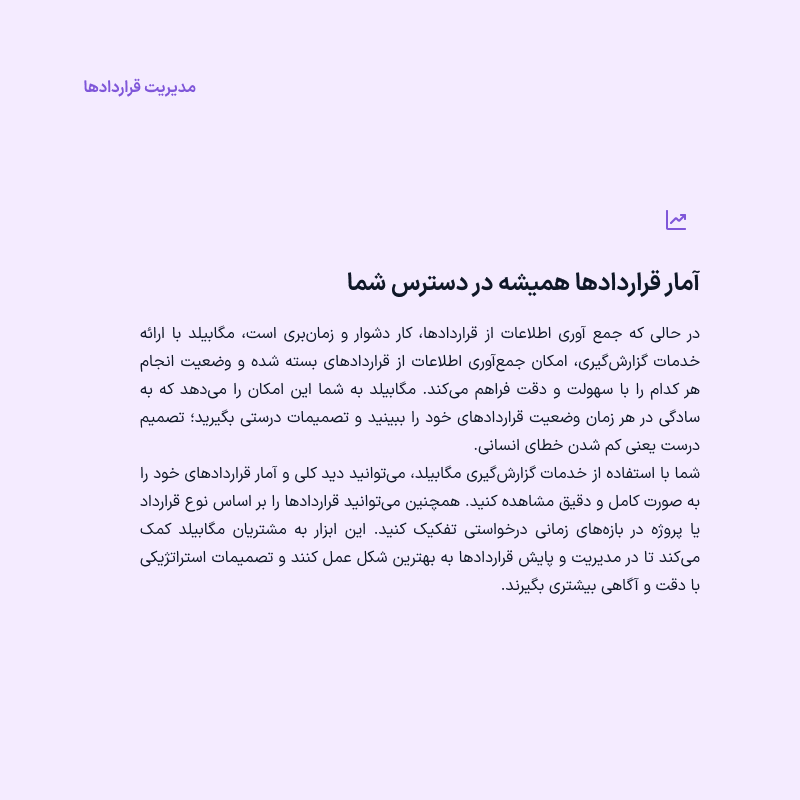 مدیریت قراردادها
آمار قراردادها همیشه در دسترس شما
در حالی که جمع آوری اطلاعات از قراردادها، کار دشوار و زمان‌بری است، مگابیلد با ارائه
خدمات گزارش‌گیری، امکان جمع‌آوری اطلاعات از قراردادهای بسته شده و وضعیت انجام
هر کدام را با سهولت و دقت فراهم می‌کند. مگابیلد به شما این امکان را می‌دهد که به
سادگی در هر زمان وضعیت قراردادهای خود را ببینید و تصمیمات درستی بگیرید؛ تصمیم
درست یعنی کم شدن خطای انسانی.
شما با استفاده از خدمات گزارش‌گیری مگابیلد، می‌توانید دید کلی و آمار قراردادهای خود را
به صورت کامل و دقیق مشاهده کنید. همچنین می‌توانید قراردادها را بر اساس نوع قرارداد
یا پروژه در بازه‌های زمانی درخواستی تفکیک کنید. این ابزار به مشتریان مگابیلد کمک
می‌کند تا در مدیریت و پایش قراردادها به بهترین شکل عمل کنند و تصمیمات استراتژیکی
با دقت و آگاهی بیشتری بگیرند.